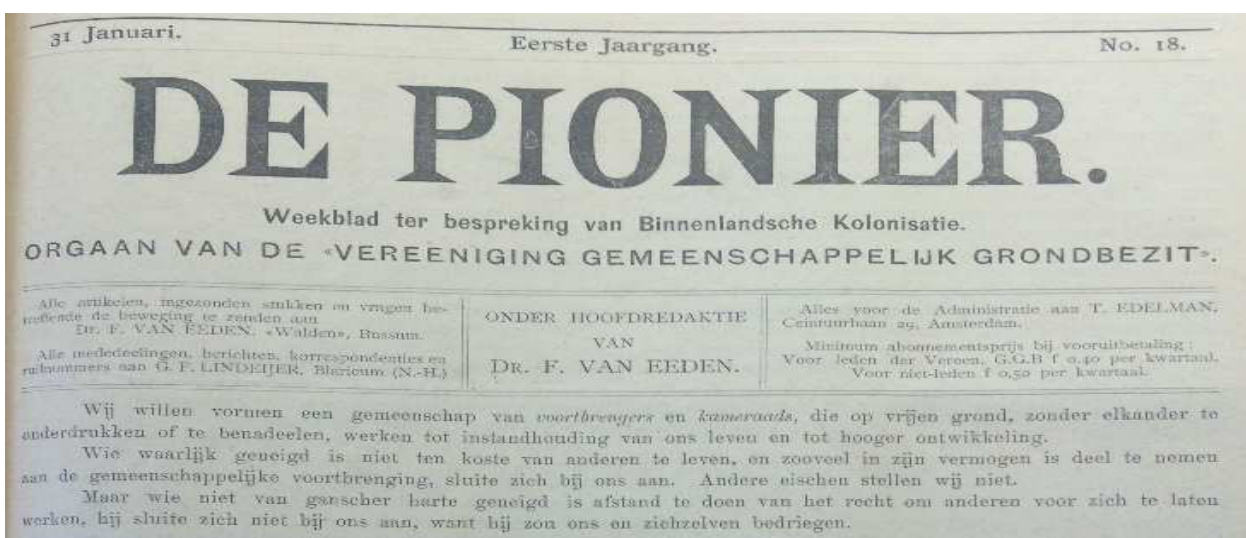 31 Januari. Eerste Jaargang. No. 18.
DE PIONIER.
Weekblad ter bespreking van Binnenlandsche Kolonisatie.
ORGAAN VAN DE «VEREENIGING GEMEENSCHAPPELIJK GRONDBEZIT».
Alle artikelen, ingezonden stukken en vragen be-
treffende de beweging te zenden aan
DR. F. VAN EEDEN, «Walden», Bussum.
Alle mededeelingen, berichten, korrespondenties en
ruilnummers aan G. F. LINDEIJER, Blaricum (N.-H.)
ONDER HOOFDREDAKTIE
VAN
DR. F. VAN EEDEN.
Alles voor de Administratie aan T. EDELMAN,
Ceintuurbaan 29, Amsterdam.
Minimum abonnementsprijs bij vooruitbetaling:
Voor leden der Vereen. G.G.B f 0,40 per kwartaal.
Voor niet-leden f 0,50 per kwartaal.
Wij willen vormen een gemeenschap van voortbrengers en kameraads, die op vrijen grond, zonder elkander te
onderdrukken of te benadeelen, werken tot instandhouding van ons leven en tot hooger ontwikkeling.
Wie waarlijk geneigd is niet ten koste van anderen te leven, en zooveel in zijn vermogen is deel te nemen
aan de gemeenschappelijke voortbrenging, sluite zich bij ons aan. Andere eischen stellen wij niet.
Maar wie niet van ganscher harte geneigd is afstand te doen van het recht om anderen voor zich te laten
werken, hij sluite zich niet bij ons aan, want hij zou ons en zichzelven bedriegen.